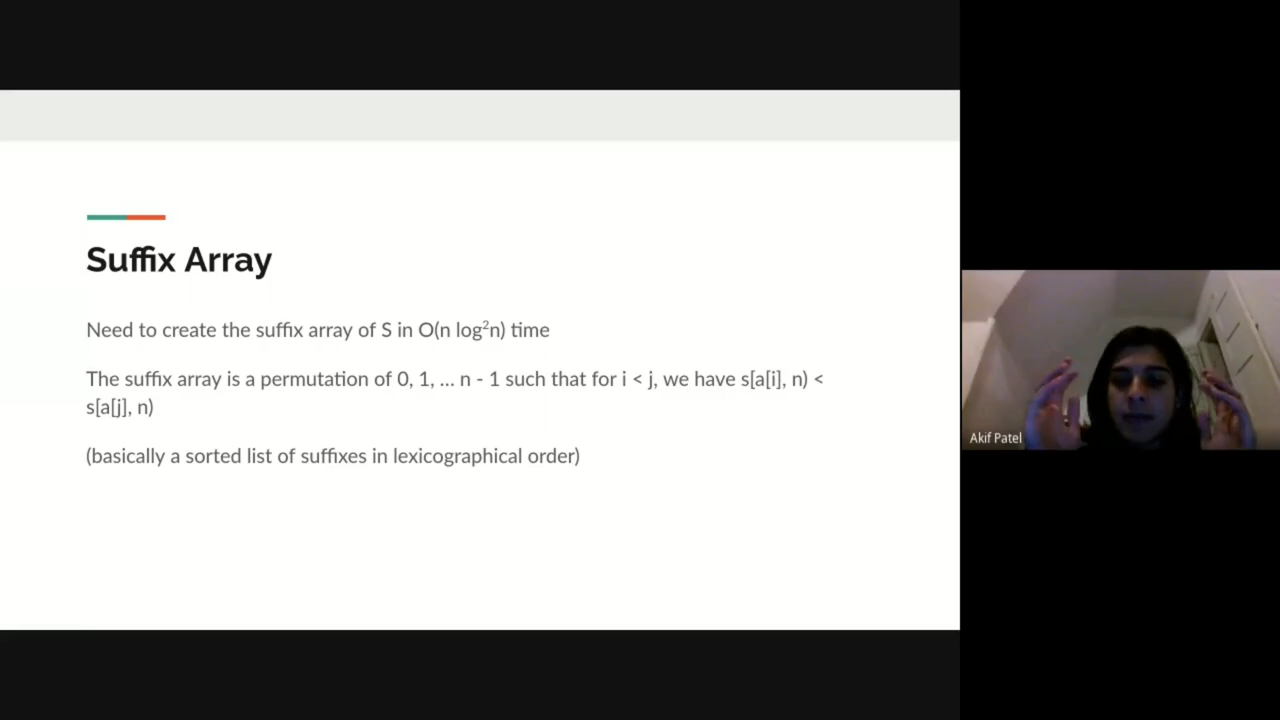 Suffix Array
Need to create the suffix array of S in O(n log²n) time
The suffix array is a permutation of 0, 1, ... n - 1 such that for i < j, we have s[a[i], n) <
s[a[j], n)
(basically a sorted list of suffixes in lexicographical order)
Akif Patel